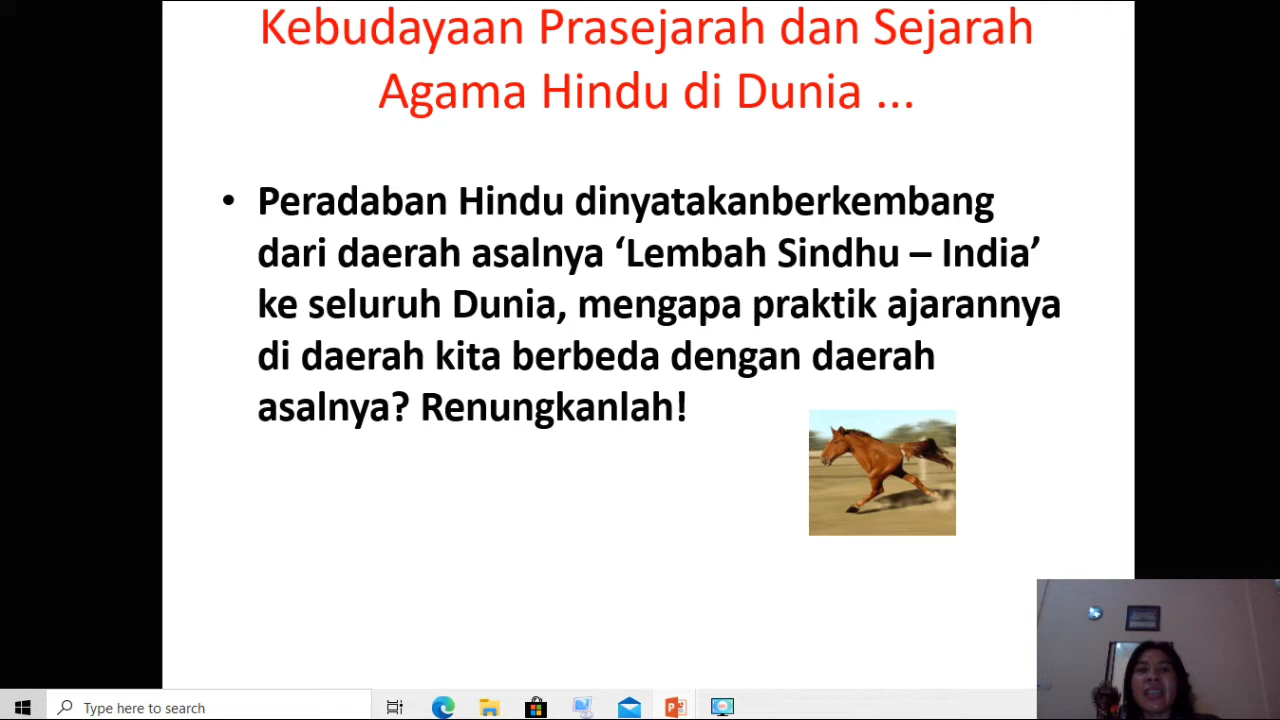 Kebudayaan Prasejarah dan Sejarah
Agama Hindu di Dunia ...
• Peradaban Hindu dinyatakanberkembang
dari daerah asalnya ‘Lembah Sindhu – India’
ke seluruh Dunia, mengapa praktik ajarannya
di daerah kita berbeda dengan daerah
asalnya? Renungkanlah!
Type here to search